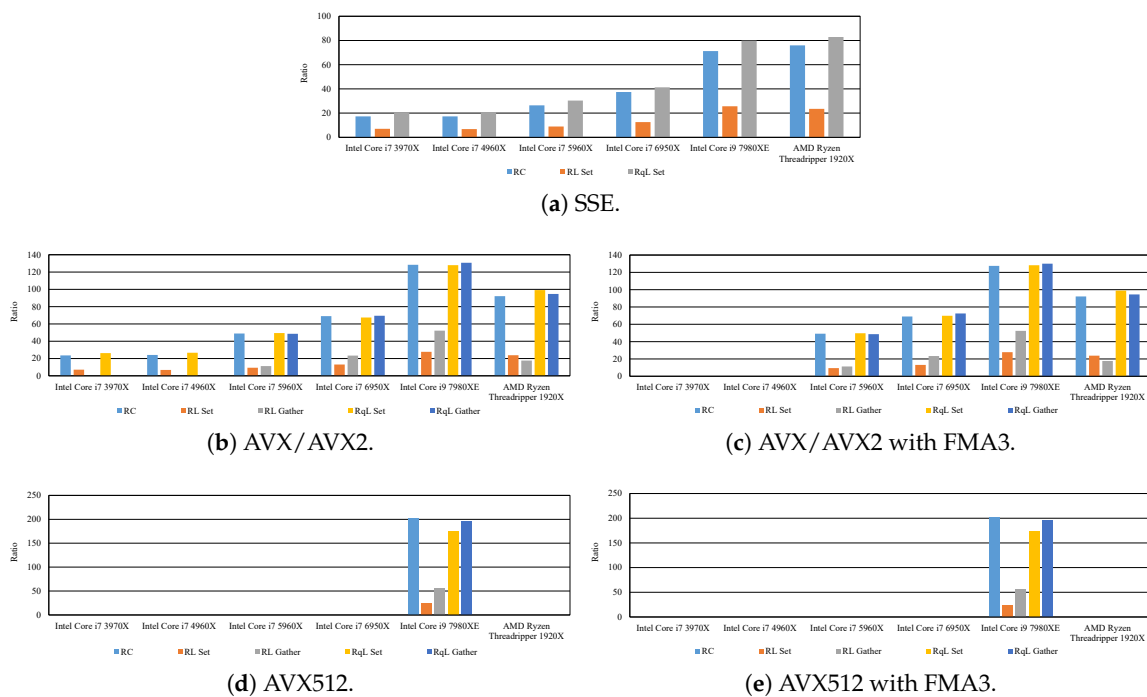 100
80
60
40
20
0
Ratio
Intel Core i7 3970X Intel Core i7 4960X Intel Core i7 5960X Intel Core i7 6950X Intel Core i9 7980XE AMD Ryzen
Threadripper 1920X
RC RL Set RqL Set
(a) SSE.
140
120
100
80
60
40
20
0
Ratio
Intel Core i7 3970X Intel Core i7 4960X Intel Core i7 5960X Intel Core i7 6950X Intel Core i9 7980XE AMD Ryzen
Threadripper 1920X
RC RL Set RL Gather RqL Set RqL Gather
(b) AVX/AVX2.
140
120
100
80
60
40
20
0
Ratio
Intel Core i7 3970X Intel Core i7 4960X Intel Core i7 5960X Intel Core i7 6950X Intel Core i9 7980XE AMD Ryzen
Threadripper 1920X
RC RL Set RL Gather RqL Set RqL Gather
(c) AVX/AVX2 with FMA3.
250
200
150
100
50
0
Ratio
Intel Core i7 3970X Intel Core i7 4960X Intel Core i7 5960X Intel Core i7 6950X Intel Core i9 7980XE AMD Ryzen
Threadripper 1920X
RC RL Set RL Gather RqL Set RqL Gather
(d) AVX512.
250
200
150
100
50
0
Ratio
Intel Core i7 3970X Intel Core i7 4960X Intel Core i7 5960X Intel Core i7 6950X Intel Core i9 7980XE AMD Ryzen
Threadripper 1920X
RC RL Set RL Gather RqL Set RqL Gather
(e) AVX512 with FMA3.